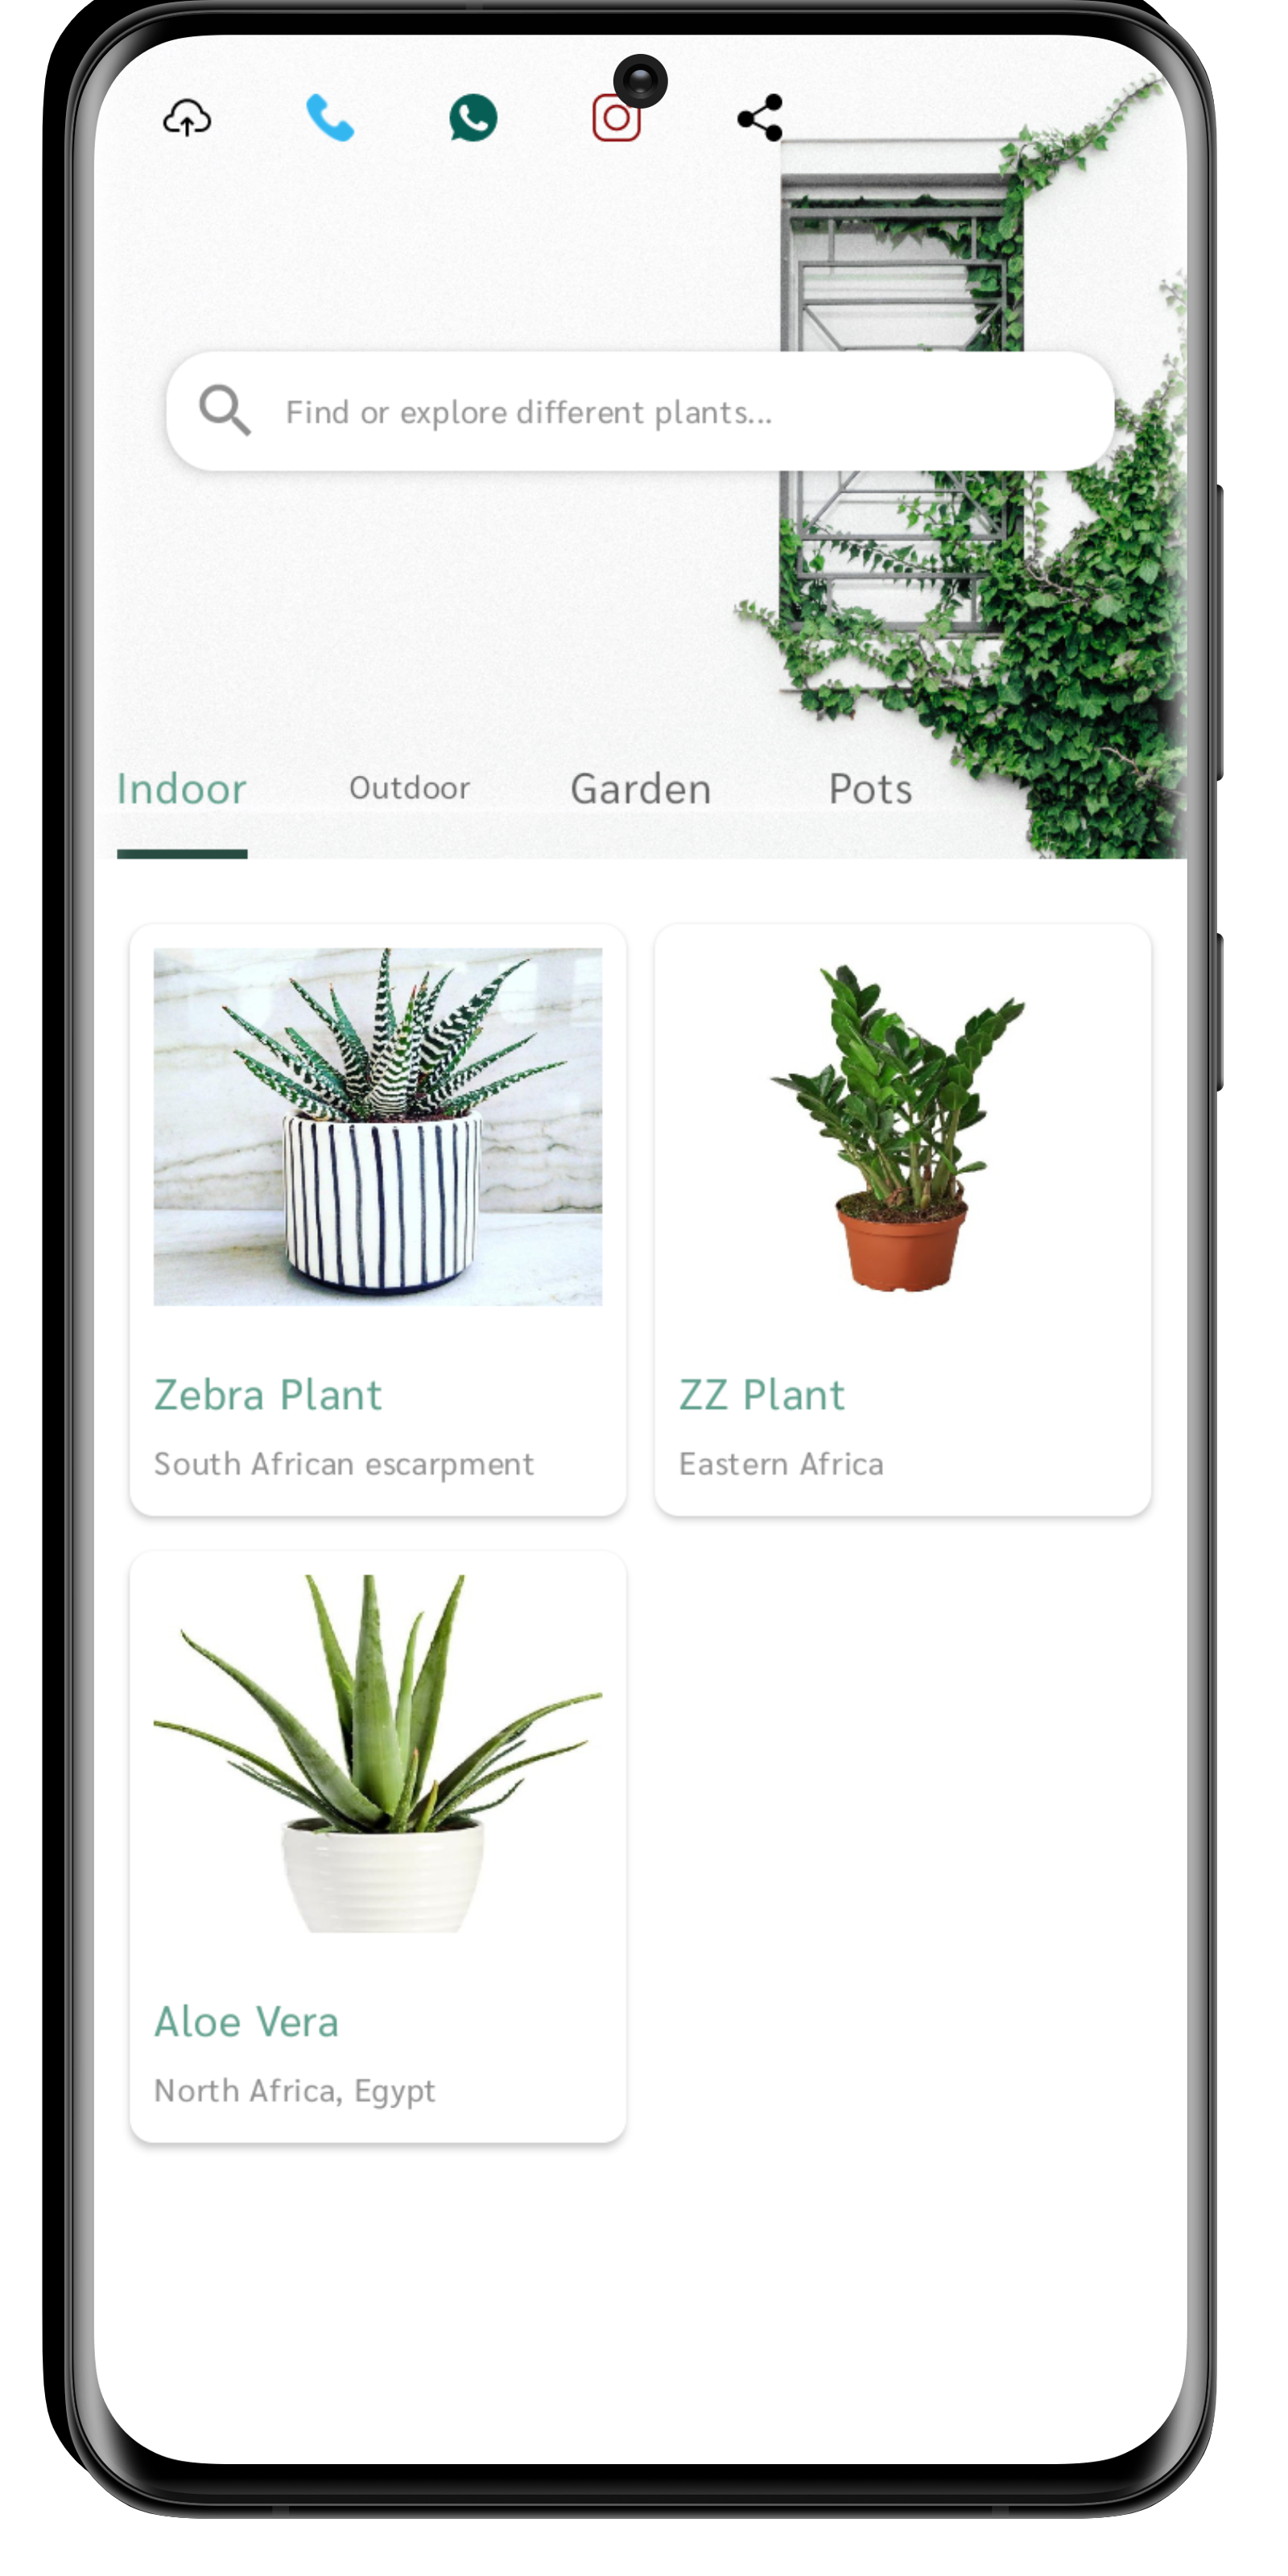 Find or explore different plants...
Indoor Outdoor Garden Pots
Zebra Plant
South African escarpment
ZZ Plant
Eastern Africa
Aloe Vera
North Africa, Egypt